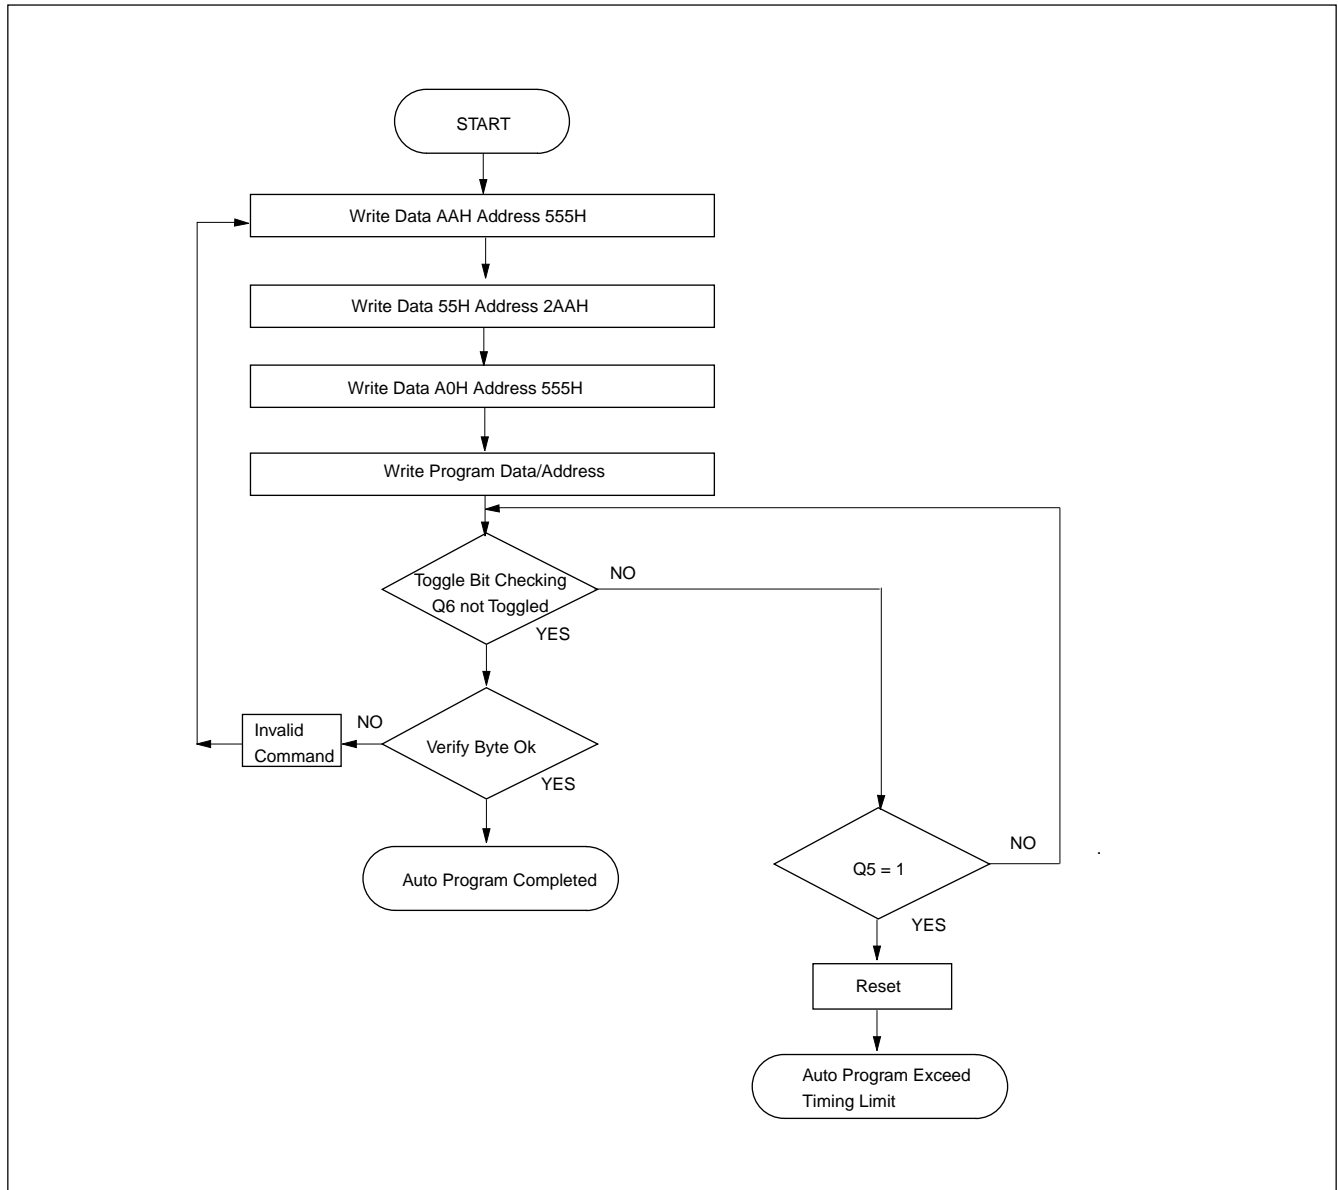 START
Write Data AAH Address 555H
Write Data 55H Address 2AAH
Write Data A0H Address 555H
Write Program Data/Address
Toggle Bit Checking
Q6 not Toggled
NO
YES
Invalid
Command
NO
Verify Byte Ok
YES
Auto Program Completed
Q5 = 1
NO
.
YES
Reset
Auto Program Exceed
Timing Limit